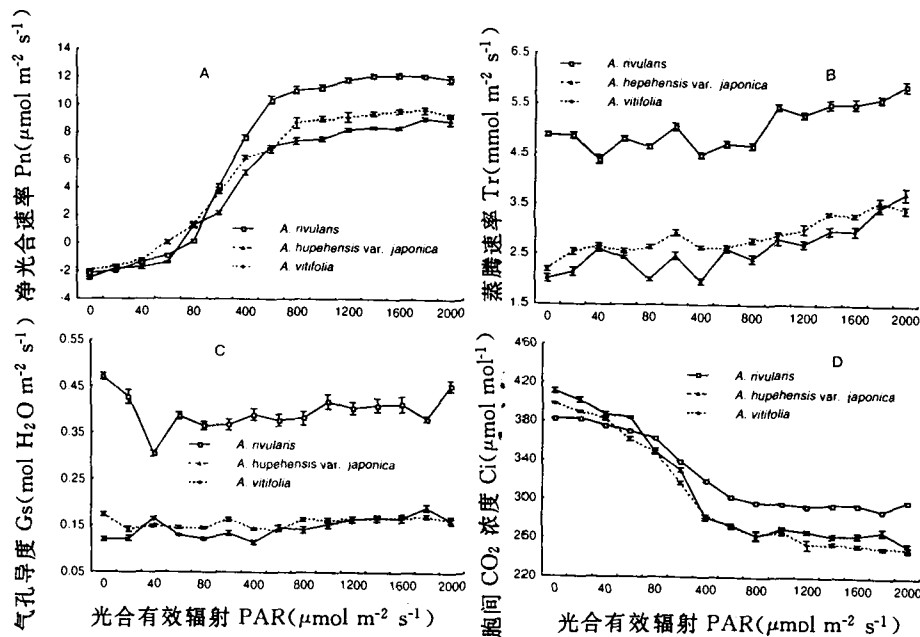 净光合速率 Pn(μmol m⁻² s⁻¹)
14
12
10
8
6
4
2
0
-2
-4
A
A. rivulans
A. hupehensis var. japonica
A. vitifolia
0 40 80 400 800 1200 1600 2000
蒸腾速率 Tr(mmol m⁻² s⁻¹)
6.5
5.5
4.5
3.5
2.5
1.5
A. rivulans
A. hepehensis var. japonica
A. vitifolia
B
0 40 80 400 800 1200 1600 2000
气孔导度 Gs(mol H₂O m⁻² s⁻¹)
0.45
0.35
0.25
0.15
0.05
C
A. rivularis
A. hupehensis var. japonica
A. vitifolia
0 40 80 400 800 1200 1600 2000
光合有效辐射 PAR(μmol m⁻² s⁻¹)
胞间 CO₂ 浓度 Ci(μmol mol⁻¹)
460
420
380
340
300
260
220
D
A. rivularis
A. hupehensis var. japonica
A. vitifolia
0 40 80 400 800 1200 1600 2000
光合有效辐射 PAR(μmol m⁻² s⁻¹)